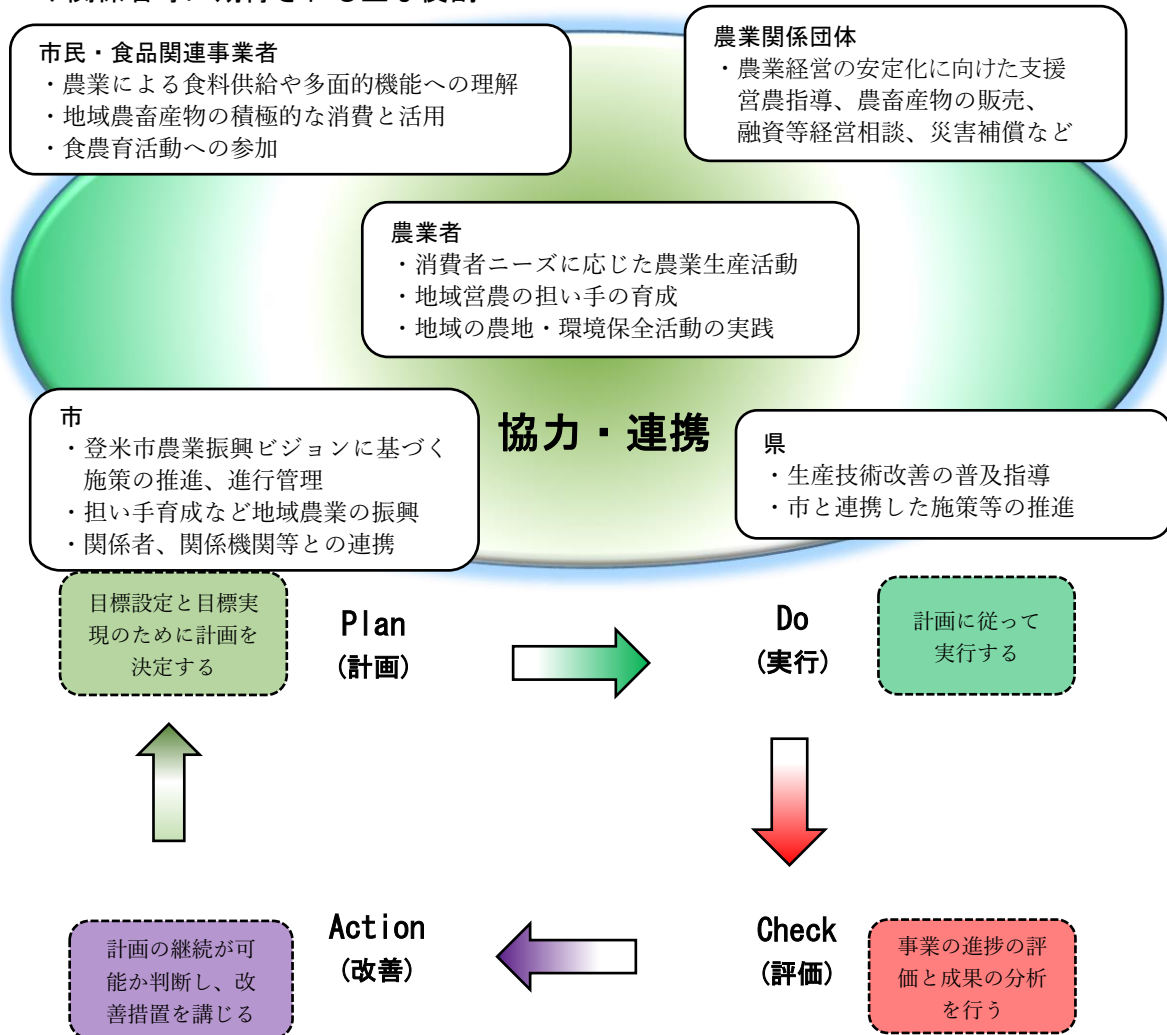 市民・食品関連事業者
・農業による食料供給や多面的機能への理解
・地域農畜産物の積極的な消費と活用
・食農育活動への参加
農業関係団体
・農業経営の安定化に向けた支援
営農指導、農畜産物の販売、
融資等経営相談、災害補償など
農業者
・消費者ニーズに応じた農業生産活動
・地域営農の担い手の育成
・地域の農地・環境保全活動の実践
協力・連携
市
・登米市農業振興ビジョンに基づく
施策の推進、進行管理
・担い手育成など地域農業の振興
・関係者、関係機関等との連携
県
・生産技術改善の普及指導
・市と連携した施策等の推進
目標設定と目標実
現のために計画を
決定する
Plan
(計画)
Do
(実行)
計画に従って
実行する
計画の継続が可
能か判断し、改
善措置を講じる
Action
(改善)
Check
(評価)
事業の進捗の評
価と成果の分析
を行う